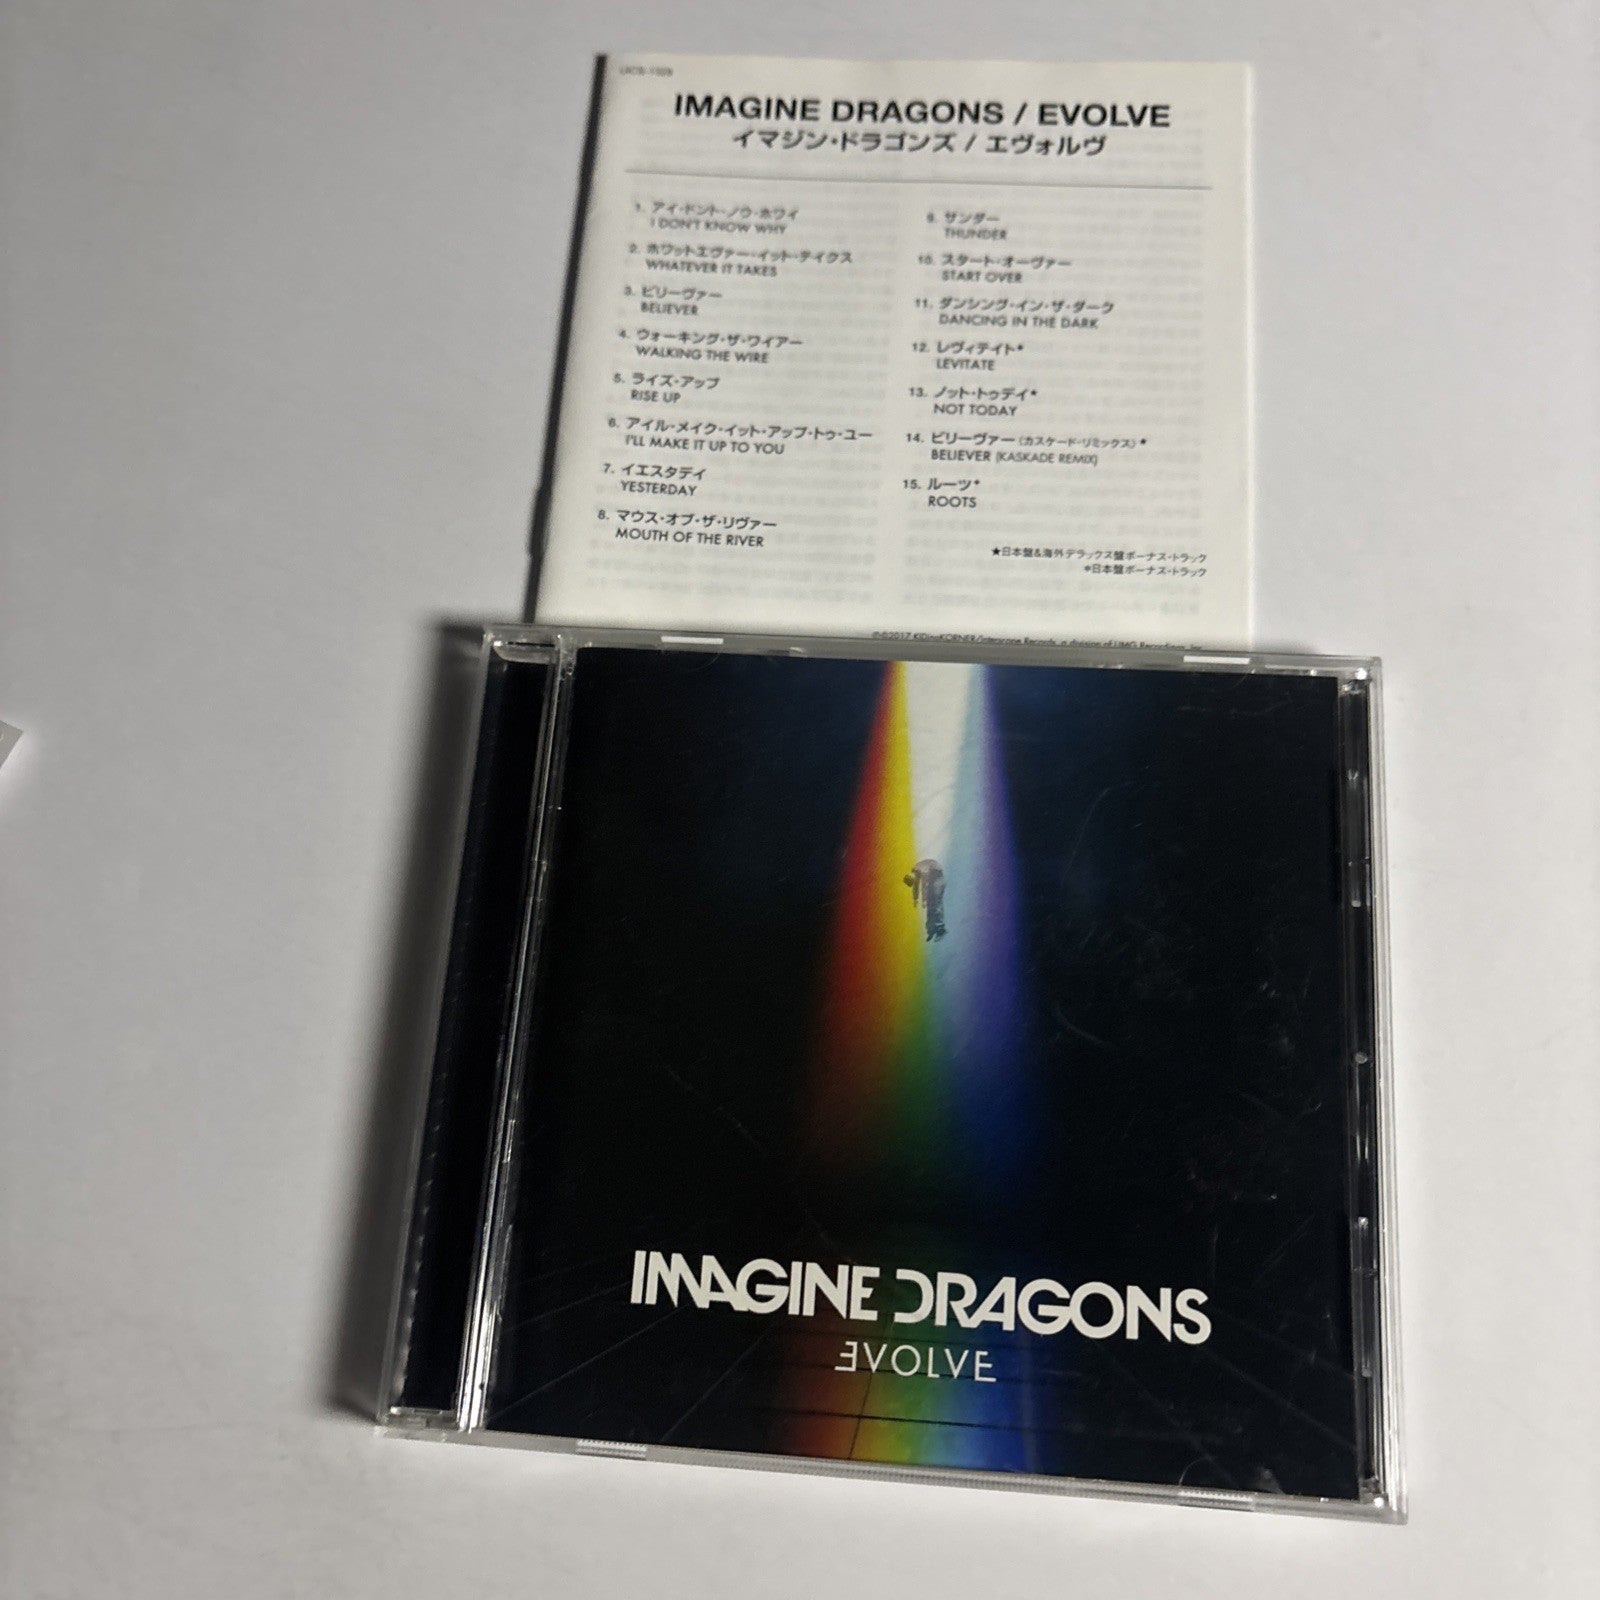 UICS-1328
IMAGINE DRAGONS / EVOLVE
イマジン・ドラゴンズ / エヴォルヴ
1. アイ・ドント・ノウ・ホワイ
I DON'T KNOW WHY
2. ホワットエヴァー・イット・テイクス
WHATEVER IT TAKES
3. ビリーヴァー
BELIEVER
4. ウォーキング・ザ・ワイアー
WALKING THE WIRE
5. ライズ・アップ
RISE UP
6. アイル・メイク・イット・アップ・トゥ・ユー
I'LL MAKE IT UP TO YOU
7. イエスタデイ
YESTERDAY
8. マウス・オブ・ザ・リヴァー
MOUTH OF THE RIVER
9. サンダー
THUNDER
10. スタート・オーヴァー
START OVER
11. ダンシング・イン・ザ・ダーク
DANCING IN THE DARK
12. レヴィテイト★
LEVITATE
13. ノット・トゥデイ★
NOT TODAY
14. ビリーヴァー(カスケード・リミックス)★
BELIEVER (KASKADE REMIX)
15. ルーツ*
ROOTS
★日本盤&海外デラックス盤ボーナス・トラック
*日本盤ボーナス・トラック
℗©2017 KIDinaKORNER/Interscope Records, a division of UMG Recordings, Inc.
IMAGINE DRAGONS
ƎVOLVE